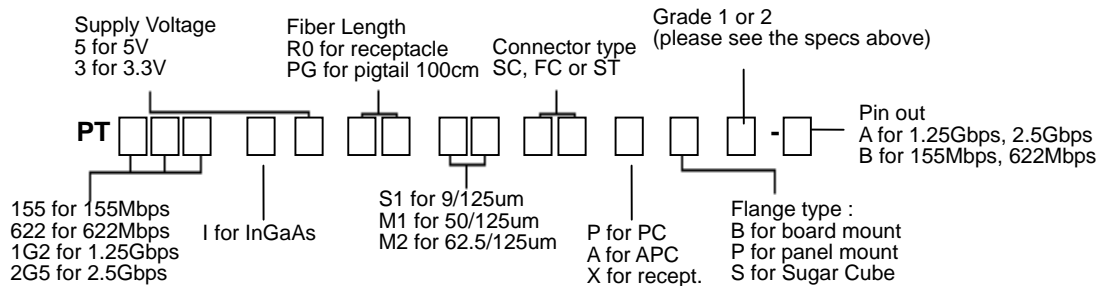 Supply Voltage
5 for 5V
3 for 3.3V
Fiber Length
R0 for receptacle
PG for pigtail 100cm
Connector type
SC, FC or ST
Grade 1 or 2
(please see the specs above)
PT -
Pin out
A for 1.25Gbps, 2.5Gbps
B for 155Mbps, 622Mbps
155 for 155Mbps
622 for 622Mbps
1G2 for 1.25Gbps
2G5 for 2.5Gbps
I for InGaAs
S1 for 9/125um
M1 for 50/125um
M2 for 62.5/125um
P for PC
A for APC
X for recept.
Flange type :
B for board mount
P for panel mount
S for Sugar Cube